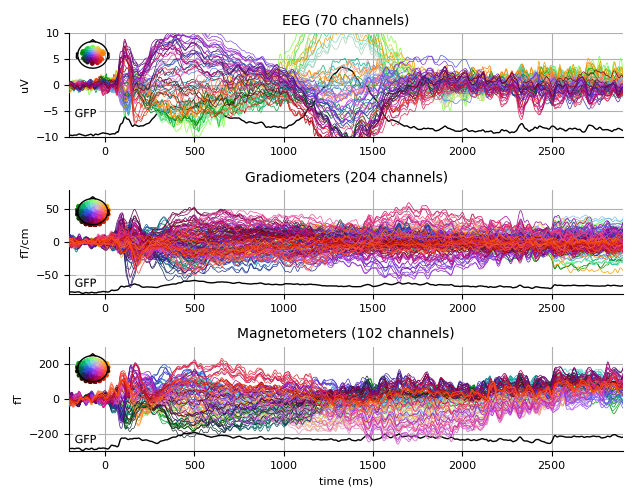 EEG (70 channels)
10
5
0
−5
−10
uV
GFP
0 500 1000 1500 2000 2500
Gradiometers (204 channels)
50
0
−50
fT/cm
GFP
0 500 1000 1500 2000 2500
Magnetometers (102 channels)
200
0
−200
fT
GFP
0 500 1000 1500 2000 2500
time (ms)